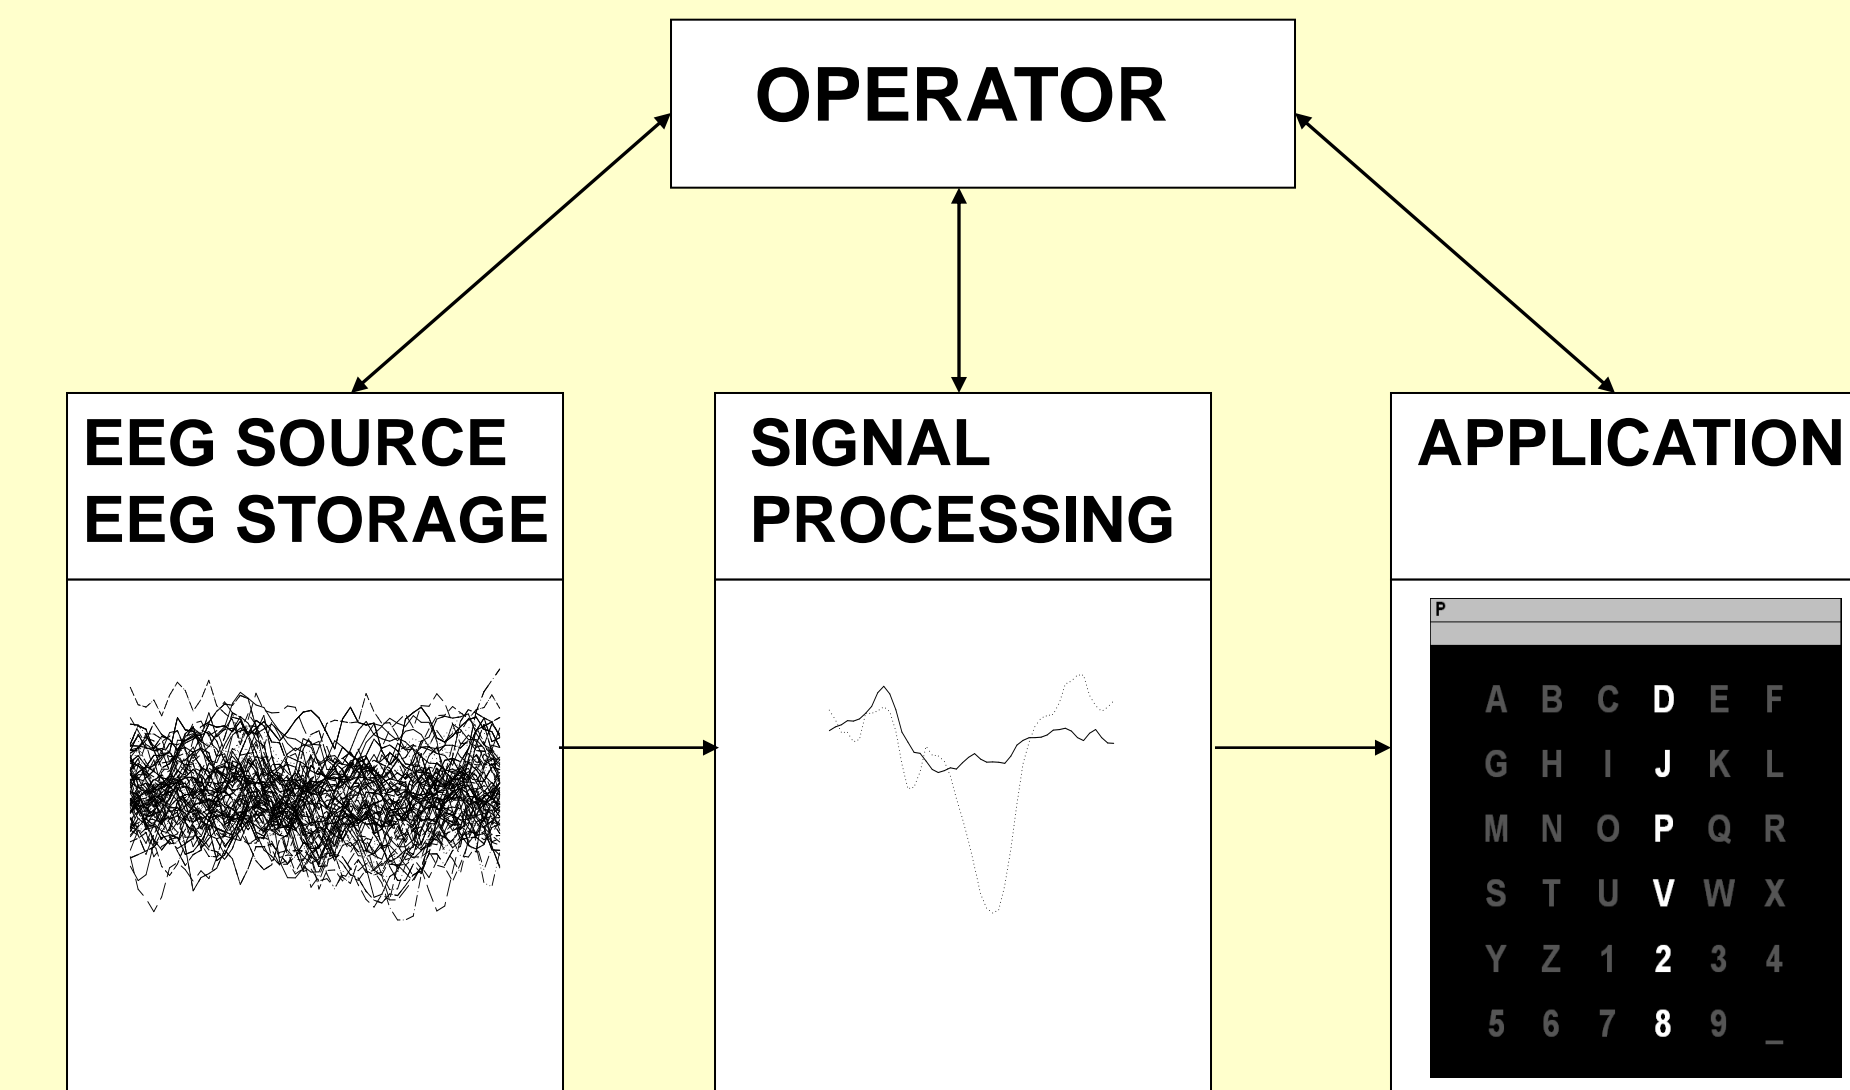 OPERATOR
EEG SOURCE
EEG STORAGE
SIGNAL
PROCESSING
APPLICATION
P
A B C D E F
G H I J K L
M N O P Q R
S T U V W X
Y Z 1 2 3 4
5 6 7 8 9 _